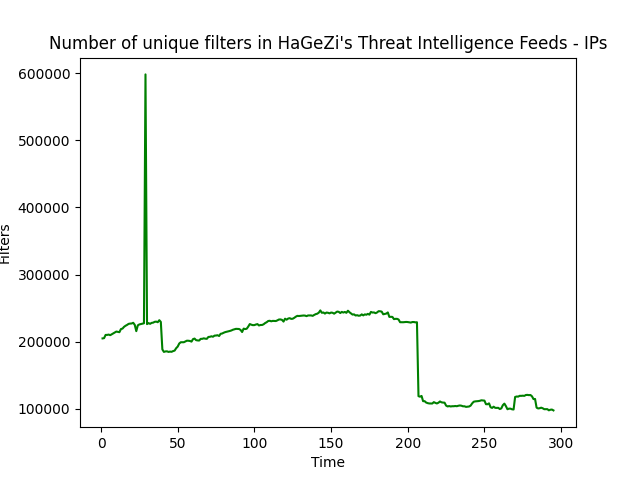 Number of unique filters in HaGeZi's Threat Intelligence Feeds - IPs
600000
500000
400000
300000
200000
100000
Filters
0 50 100 150 200 250 300
Time